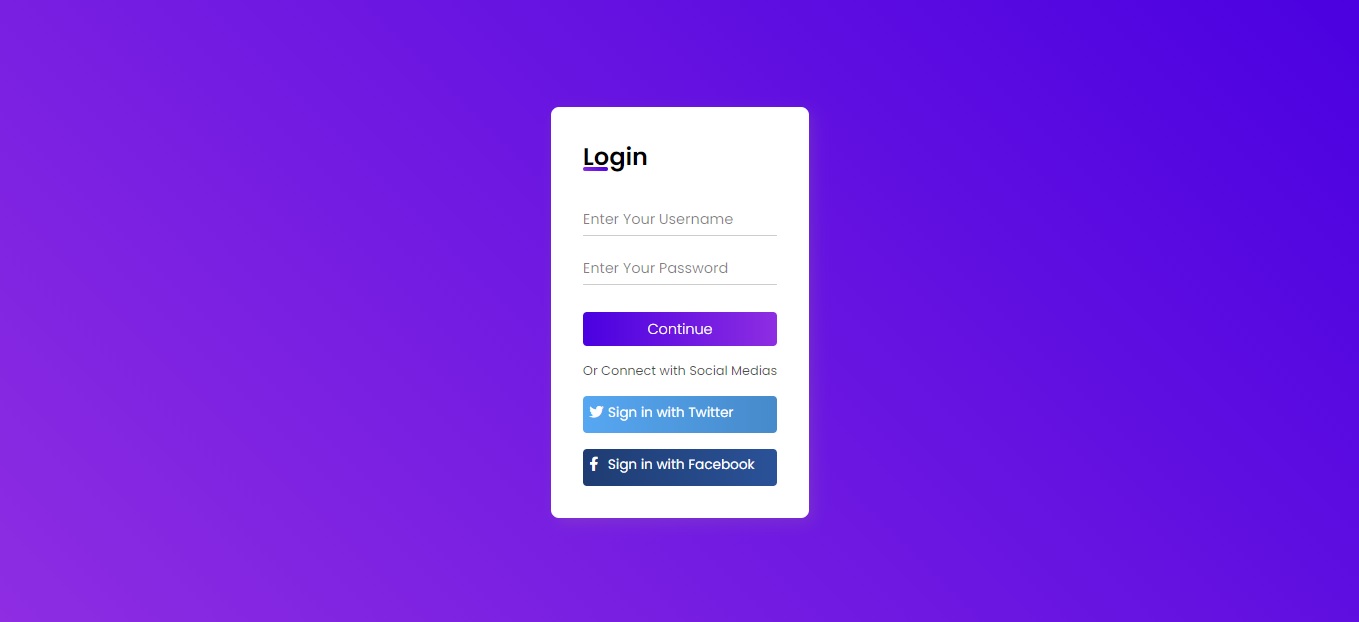 Login
Enter Your Username
Enter Your Password
Continue
Or Connect with Social Medias
Sign in with Twitter
Sign in with Facebook